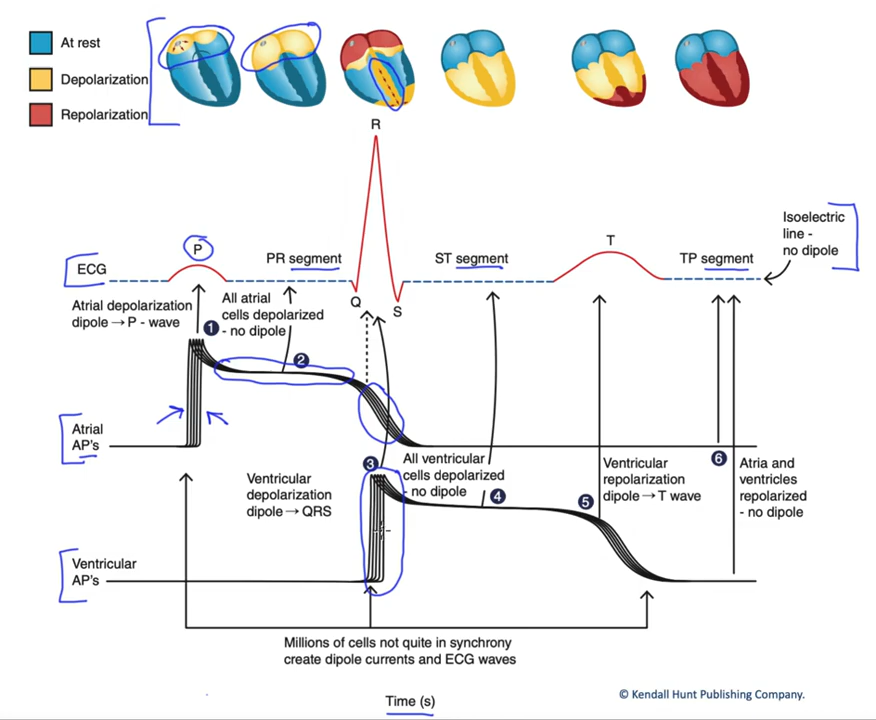 At rest
Depolarization
Repolarization
R
P
PR segment
ST segment
T
TP segment
Isoelectric
line -
no dipole
ECG
Q
S
Atrial depolarization
dipole → P - wave
1
All atrial
cells depolarized
- no dipole
2
Atrial
AP's
3
Ventricular
depolarization
dipole → QRS
All ventricular
cells depolarized
- no dipole
4
5
Ventricular
repolarization
dipole → T wave
6
Atria and
ventricles
repolarized
- no dipole
Ventricular
AP's
Millions of cells not quite in synchrony
create dipole currents and ECG waves
Time (s)
© Kendall Hunt Publishing Company.